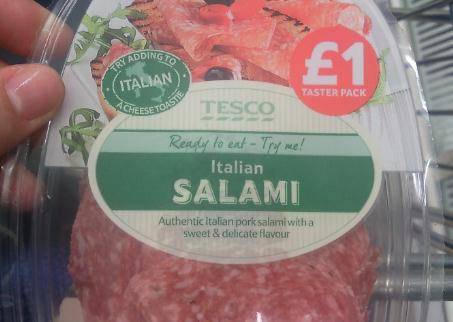 TRY ADDING TO
ITALIAN
A CHEESE TOASTIE
£1
TASTER PACK
TESCO
Ready to eat - Try me!
Italian
SALAMI
Authentic Italian pork salami with a
sweet & delicate flavour